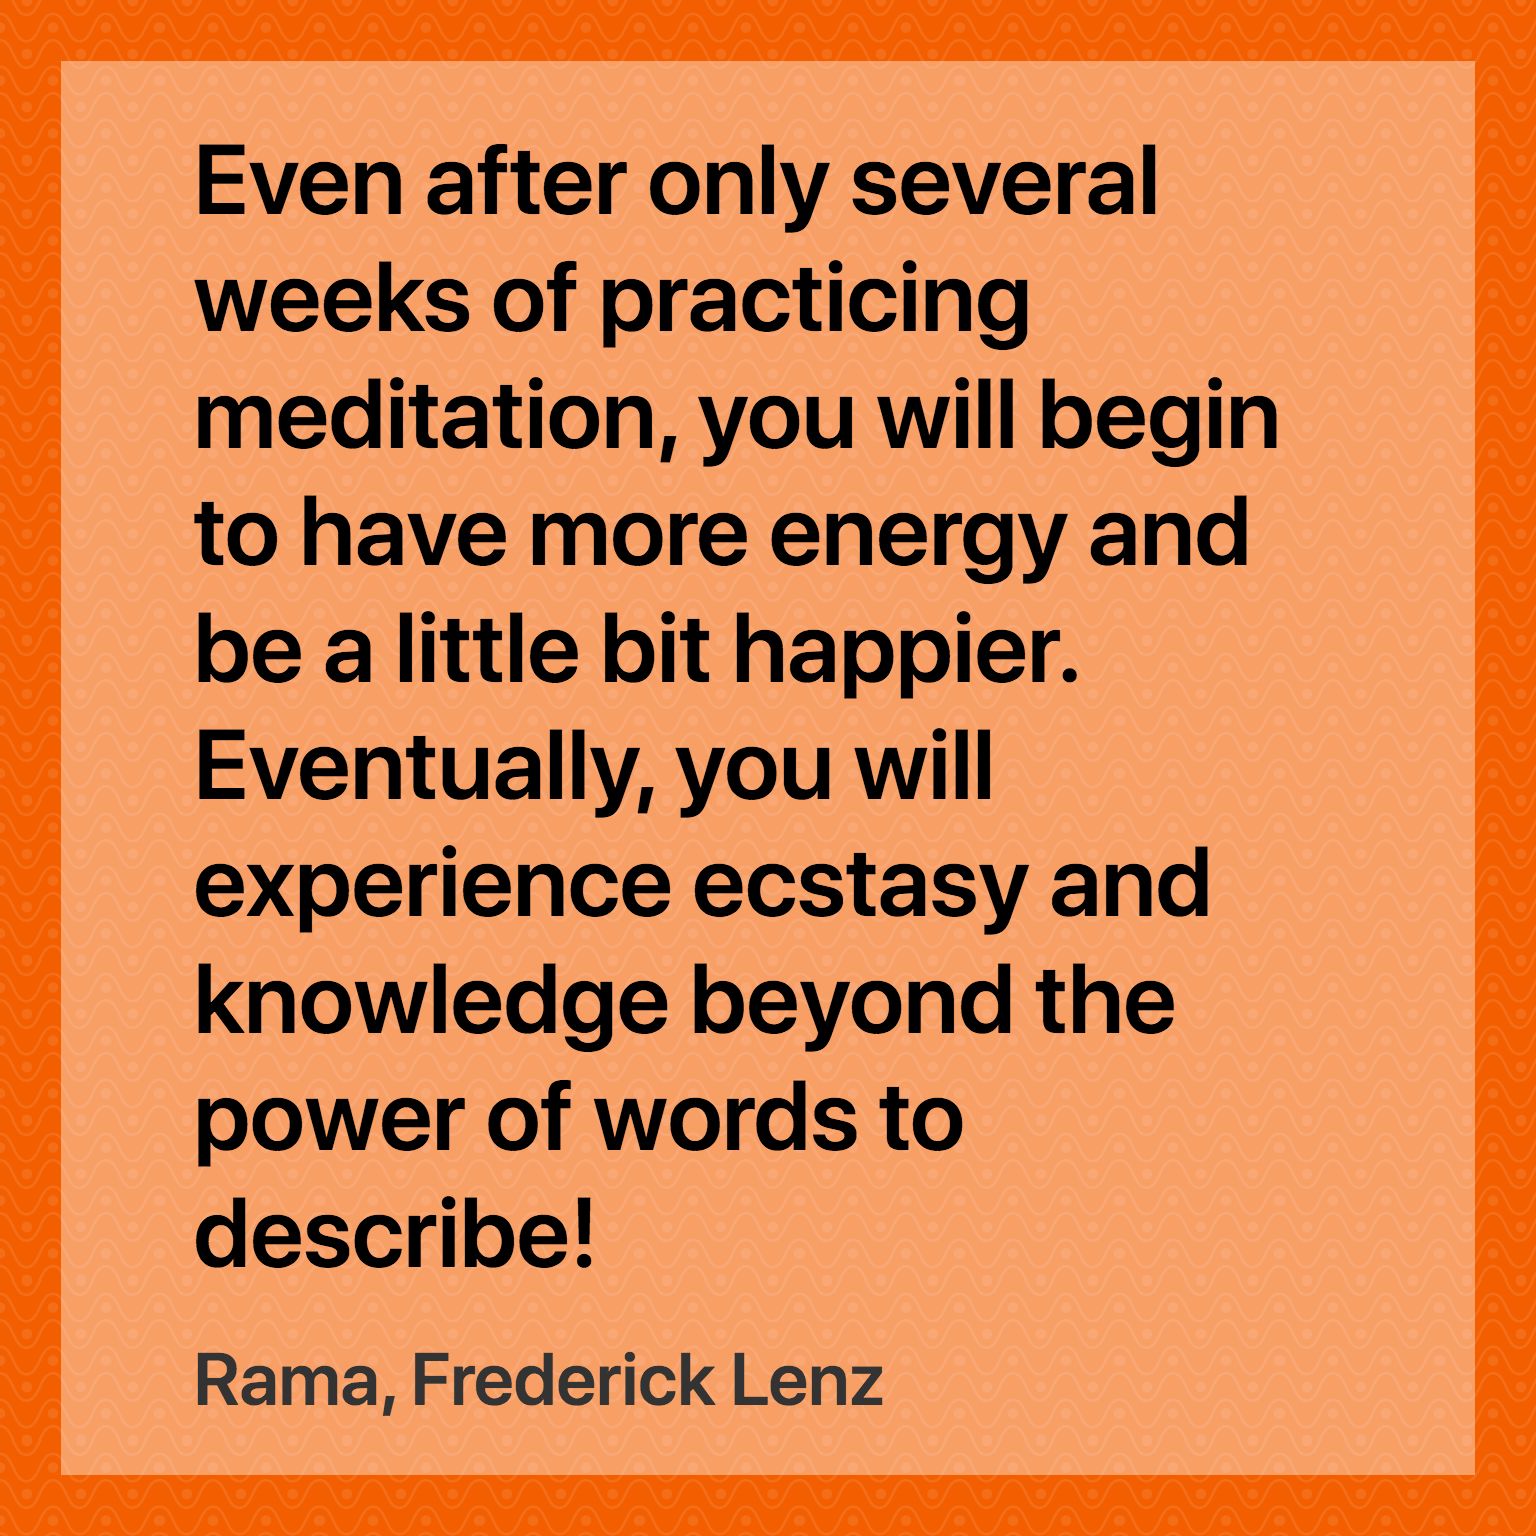 Even after only several
weeks of practicing
meditation, you will begin
to have more energy and
be a little bit happier.
Eventually, you will
experience ecstasy and
knowledge beyond the
power of words to
describe!
Rama, Frederick Lenz